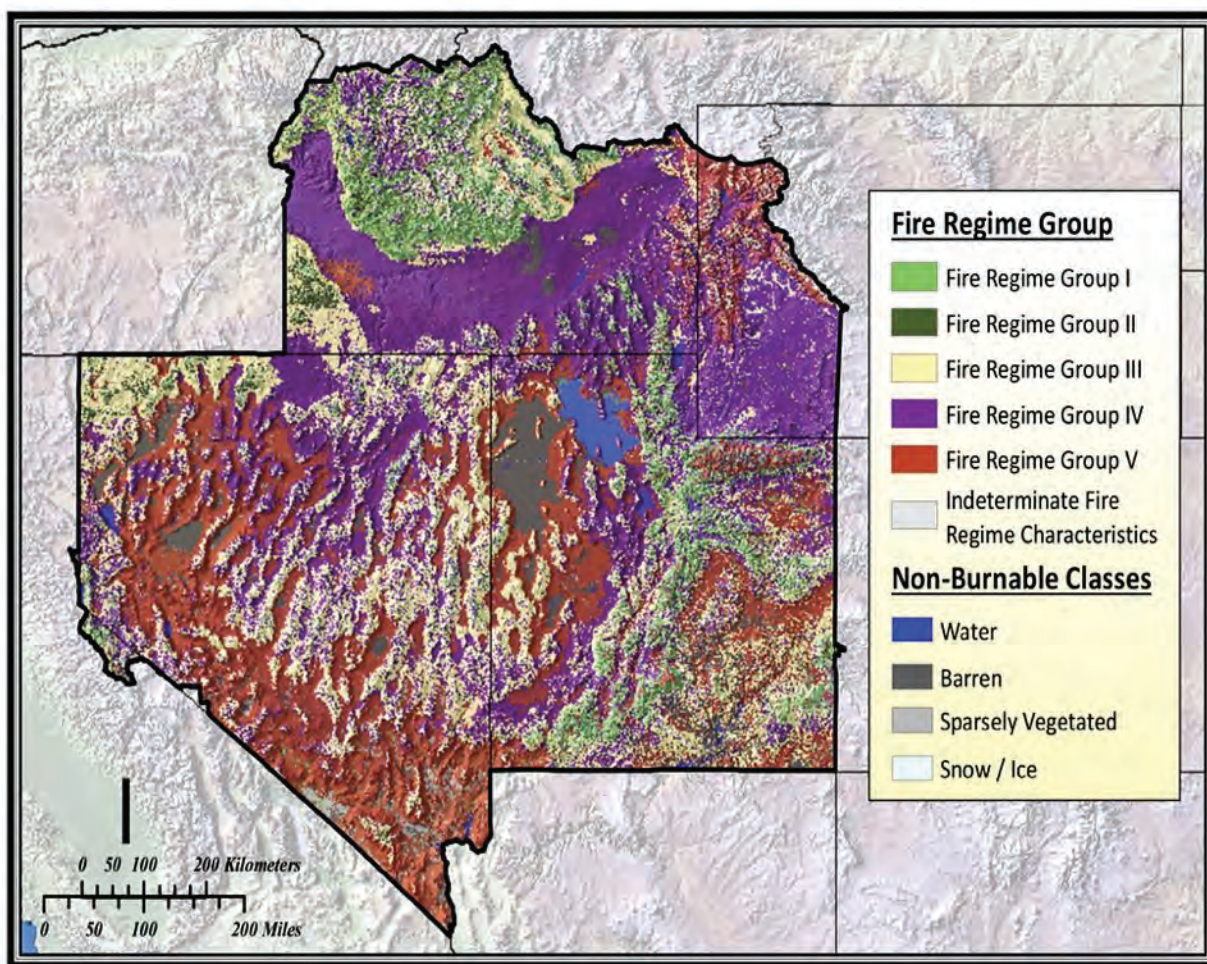 Fire Regime Group
Fire Regime Group I
Fire Regime Group II
Fire Regime Group III
Fire Regime Group IV
Fire Regime Group V
Indeterminate Fire
Regime Characteristics
Non-Burnable Classes
Water
Barren
Sparsely Vegetated
Snow / Ice
0 50 100 200 Kilometers
0 50 100 200 Miles